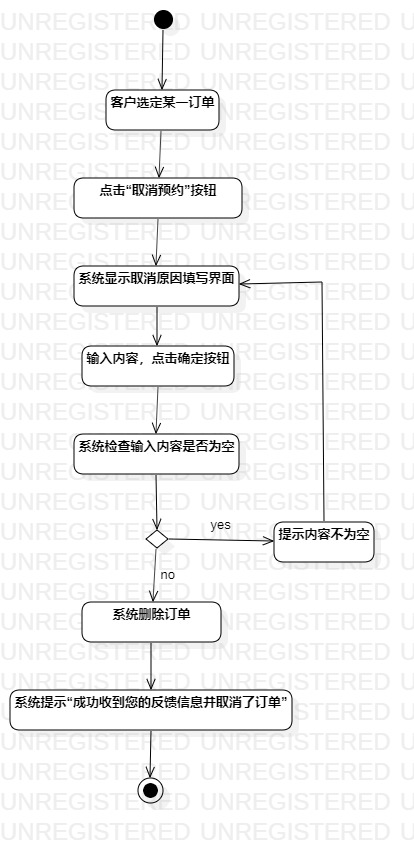 客户选定某一订单
点击“取消预约”按钮
系统显示取消原因填写界面
输入内容，点击确定按钮
系统检查输入内容是否为空
yes
提示内容不为空
no
系统删除订单
系统提示“成功收到您的反馈信息并取消了订单”